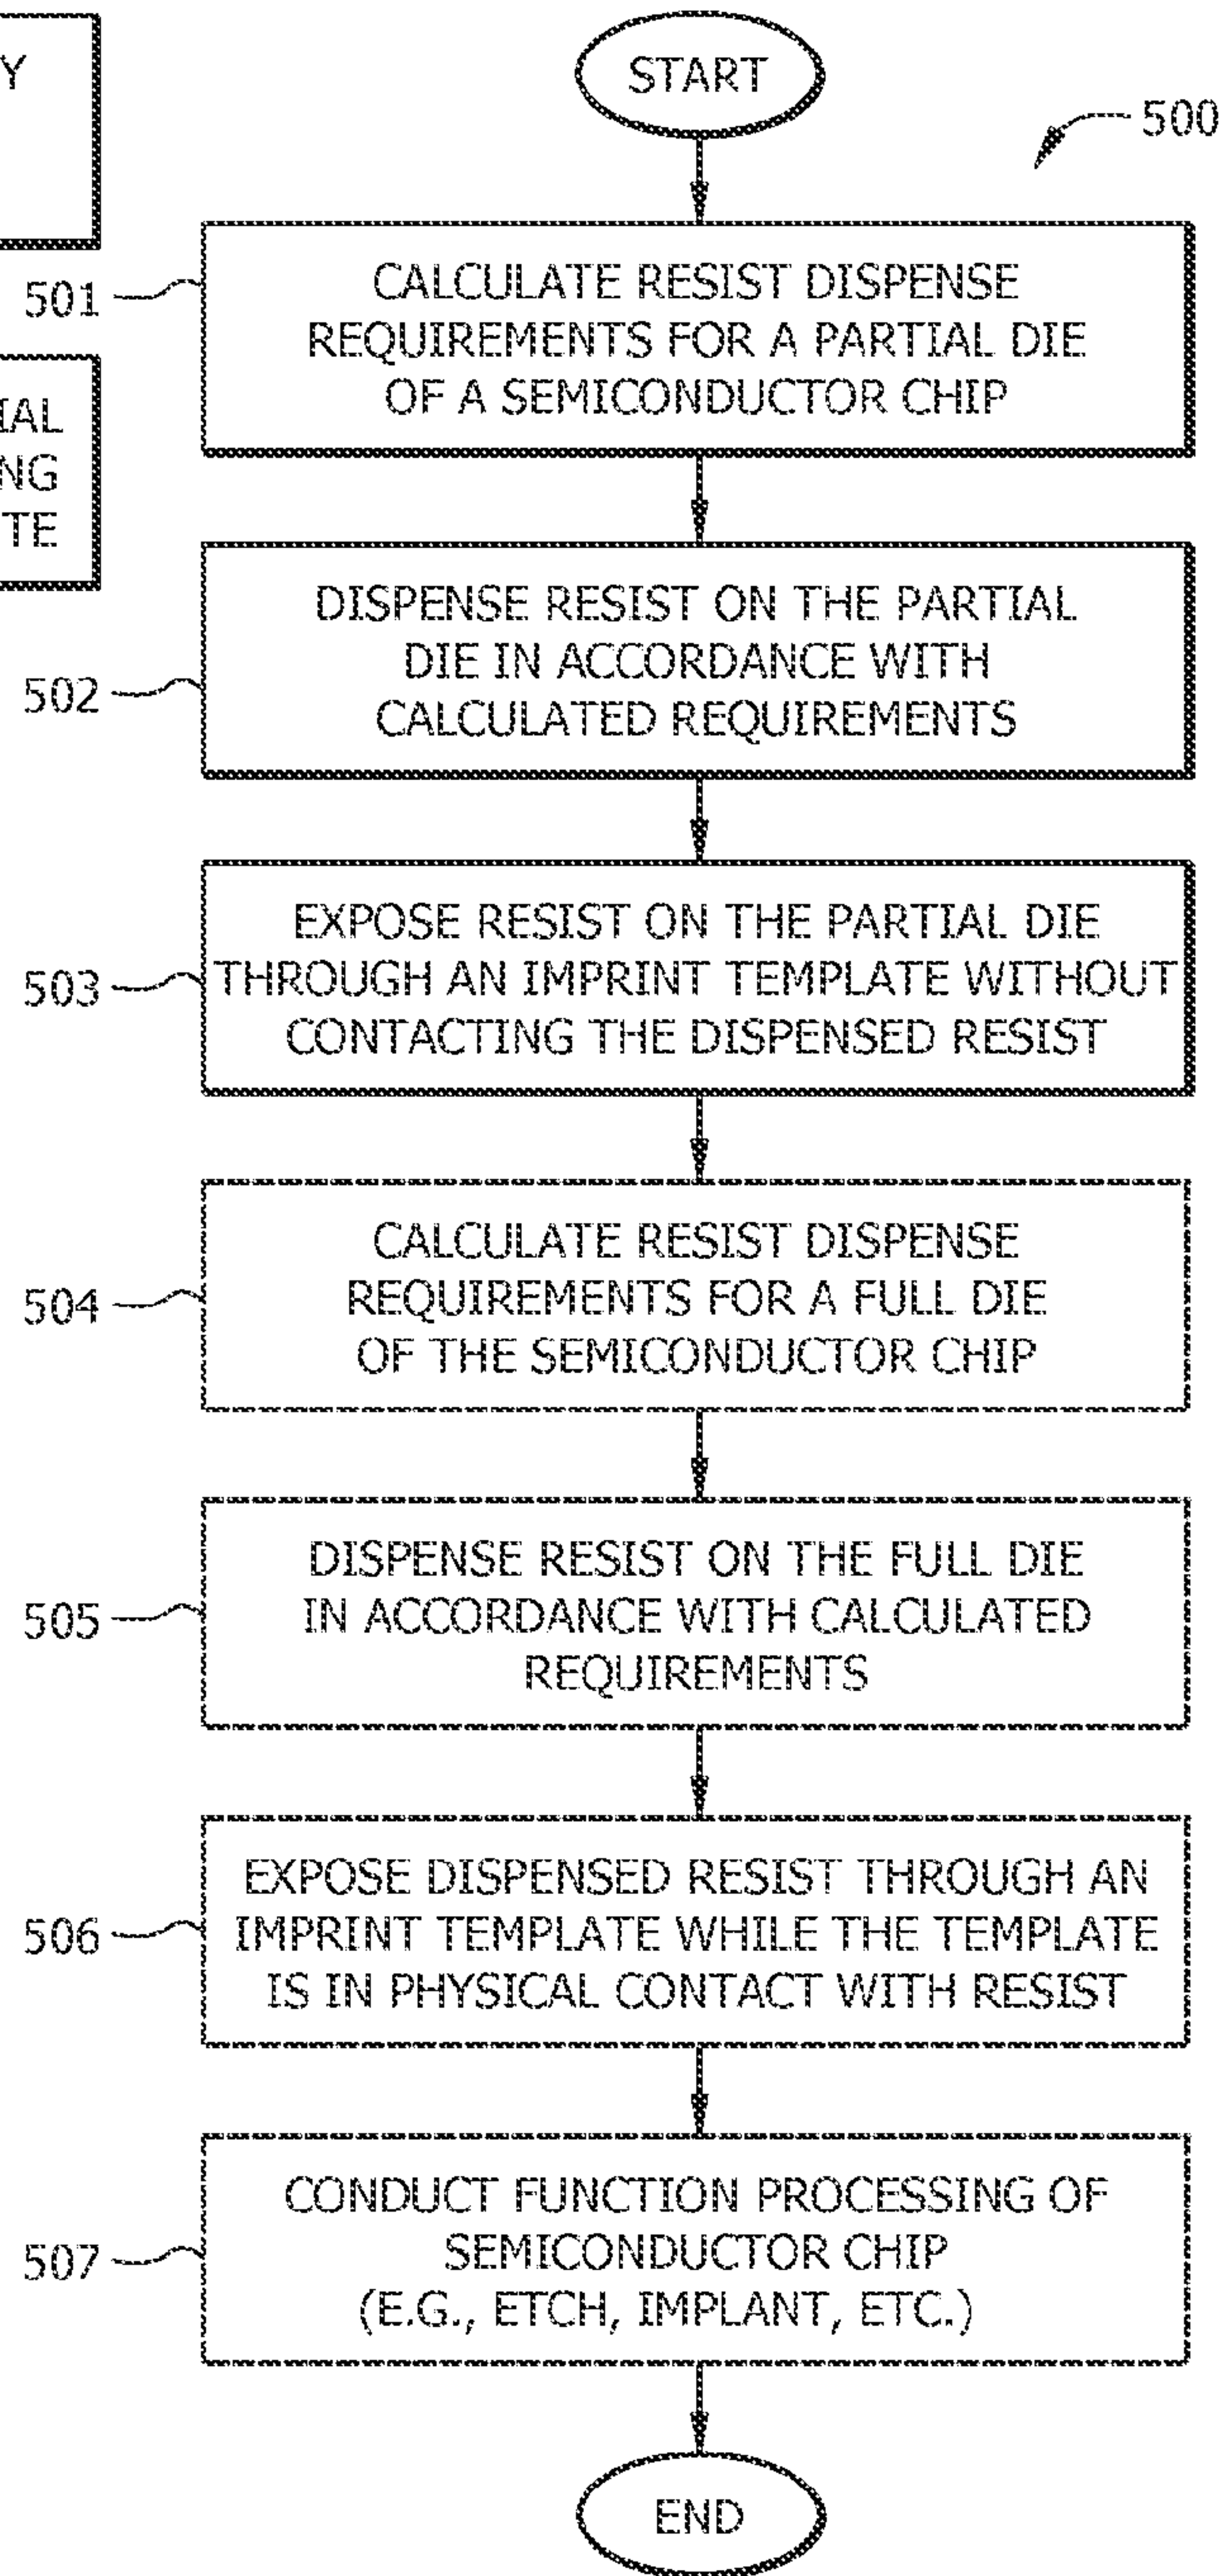 Y
IAL
NG
TE
START
500
501
CALCULATE RESIST DISPENSE
REQUIREMENTS FOR A PARTIAL DIE
OF A SEMICONDUCTOR CHIP
502
DISPENSE RESIST ON THE PARTIAL
DIE IN ACCORDANCE WITH
CALCULATED REQUIREMENTS
503
EXPOSE RESIST ON THE PARTIAL DIE
THROUGH AN IMPRINT TEMPLATE WITHOUT
CONTACTING THE DISPENSED RESIST
504
CALCULATE RESIST DISPENSE
REQUIREMENTS FOR A FULL DIE
OF THE SEMICONDUCTOR CHIP
505
DISPENSE RESIST ON THE FULL DIE
IN ACCORDANCE WITH CALCULATED
REQUIREMENTS
506
EXPOSE DISPENSED RESIST THROUGH AN
IMPRINT TEMPLATE WHILE THE TEMPLATE
IS IN PHYSICAL CONTACT WITH RESIST
507
CONDUCT FUNCTION PROCESSING OF
SEMICONDUCTOR CHIP
(E.G., ETCH, IMPLANT, ETC.)
END